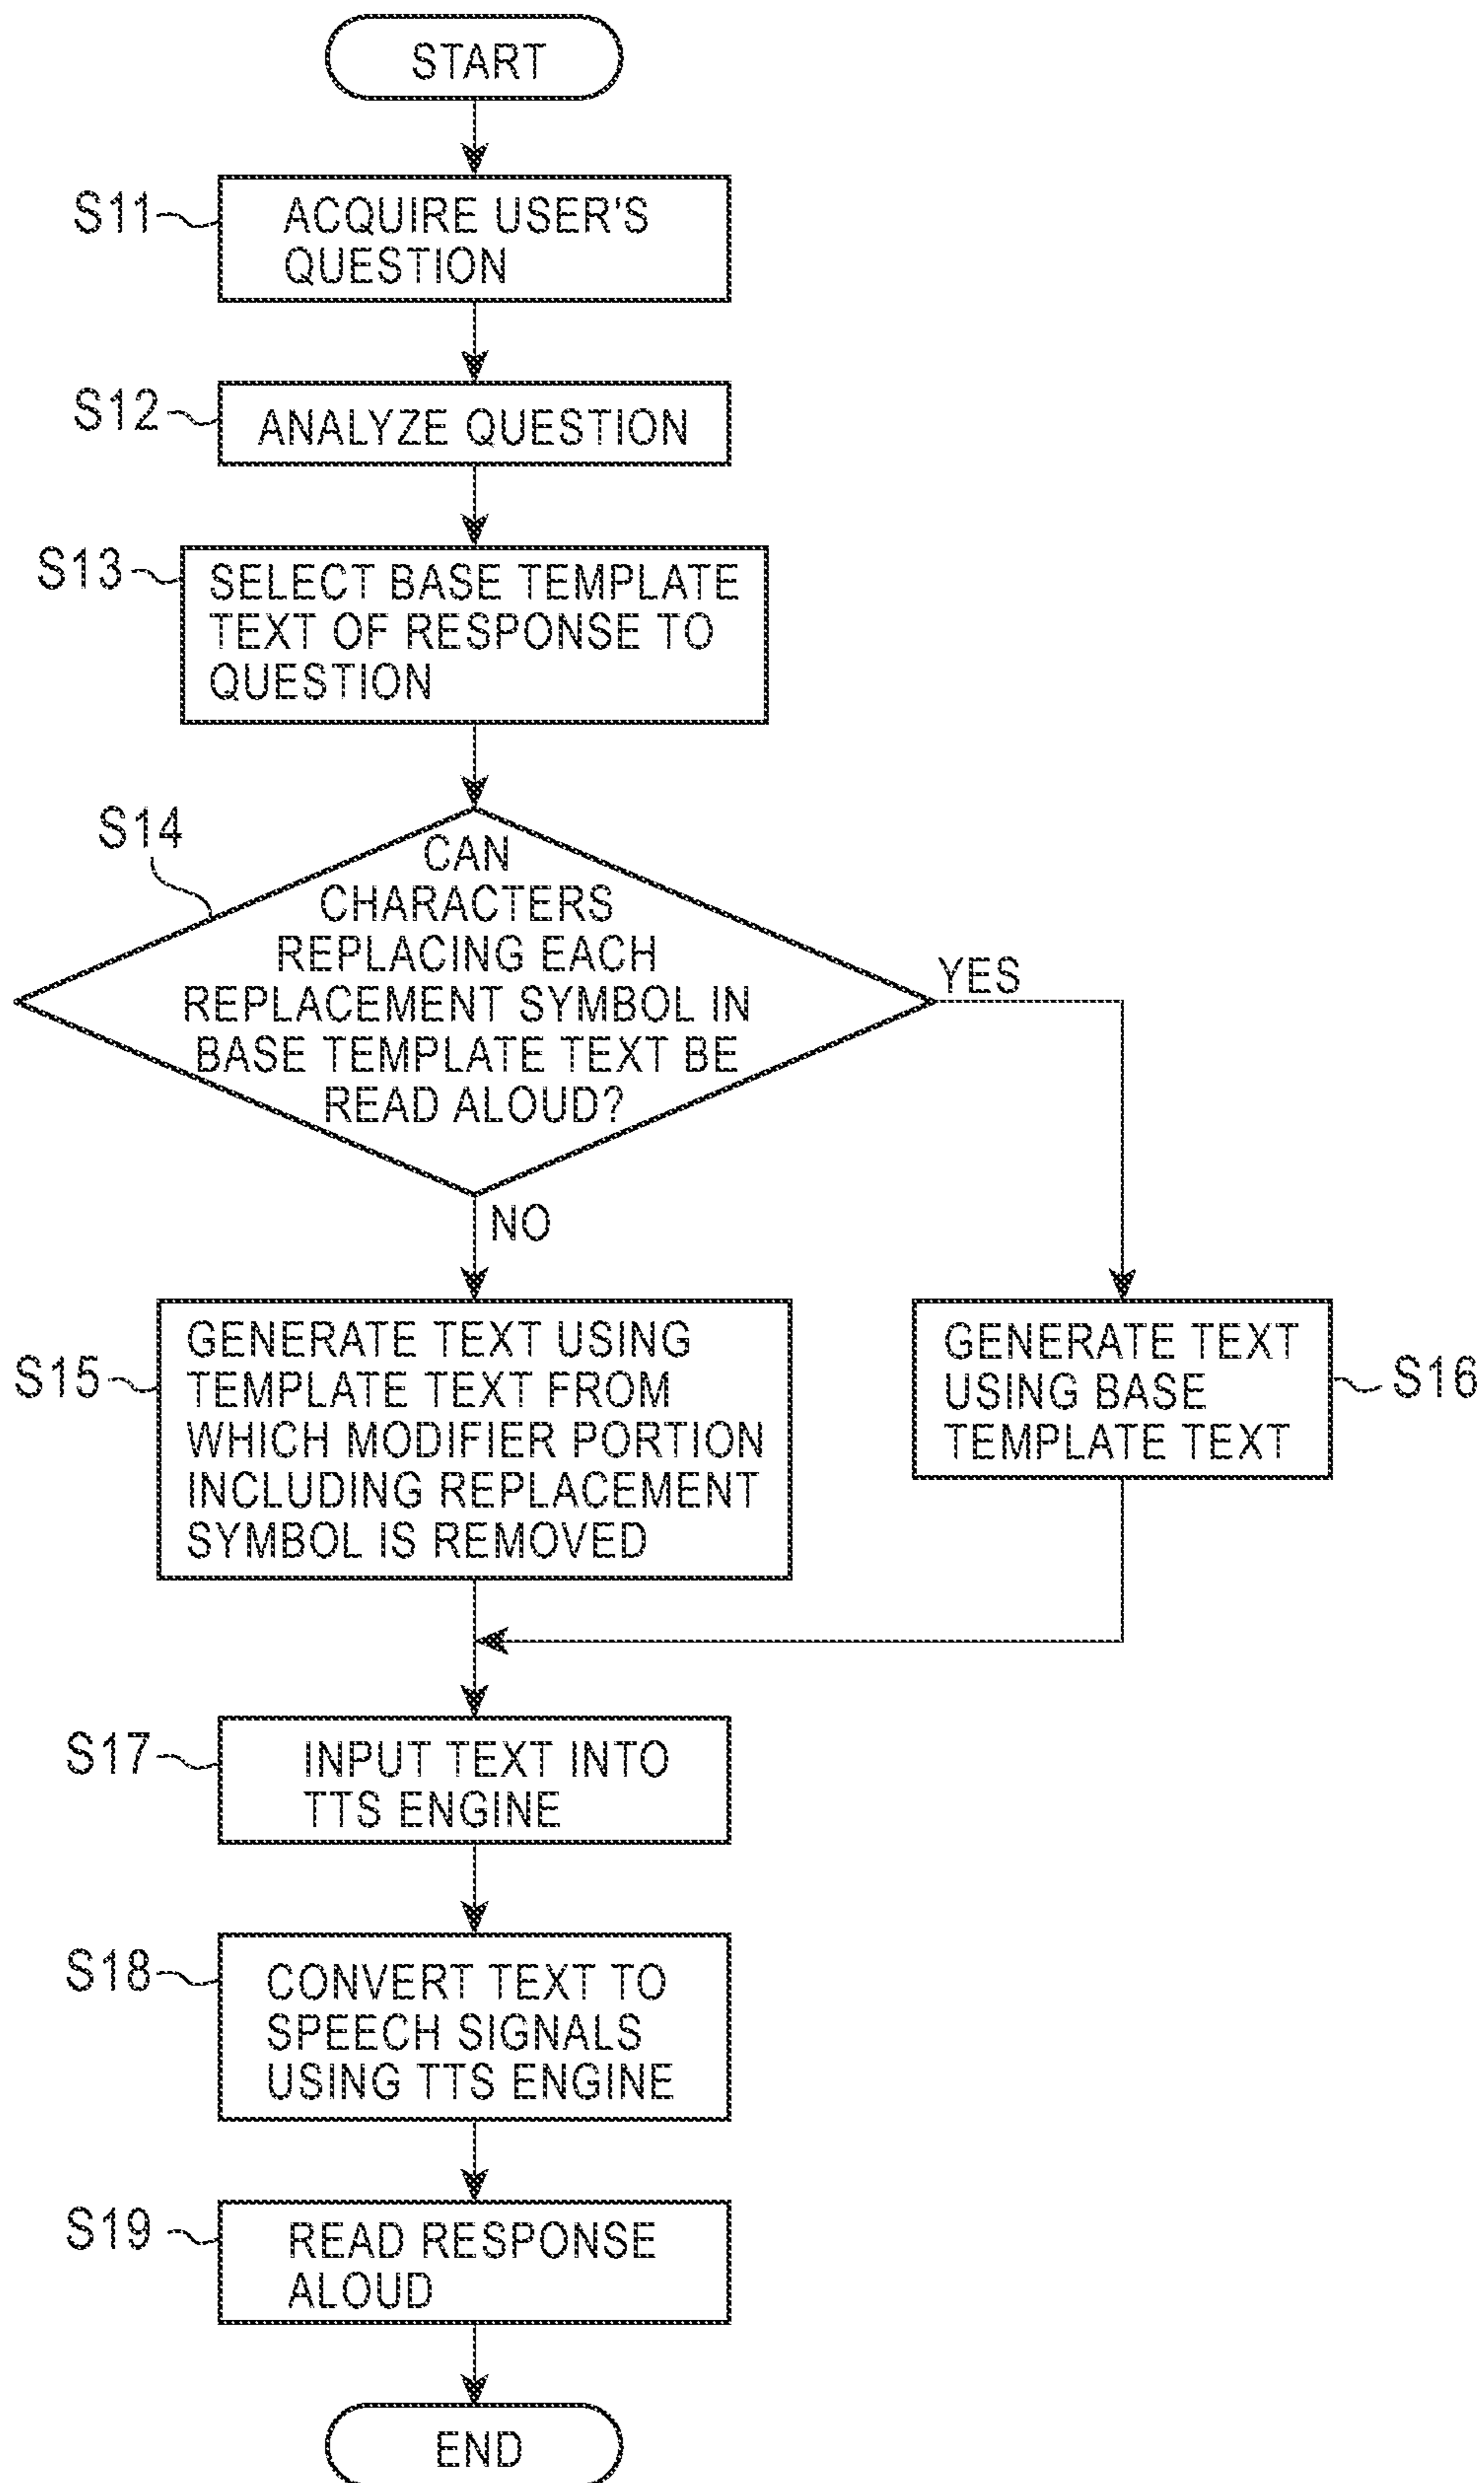 START
S11
ACQUIRE USER'S
QUESTION
S12
ANALYZE QUESTION
S13
SELECT BASE TEMPLATE
TEXT OF RESPONSE TO
QUESTION
S14
CAN
CHARACTERS
REPLACING EACH
REPLACEMENT SYMBOL IN
BASE TEMPLATE TEXT BE
READ ALOUD?
YES
NO
S15
GENERATE TEXT USING
TEMPLATE TEXT FROM
WHICH MODIFIER PORTION
INCLUDING REPLACEMENT
SYMBOL IS REMOVED
GENERATE TEXT
USING BASE
TEMPLATE TEXT
S16
S17
INPUT TEXT INTO
TTS ENGINE
S18
CONVERT TEXT TO
SPEECH SIGNALS
USING TTS ENGINE
S19
READ RESPONSE
ALOUD
END